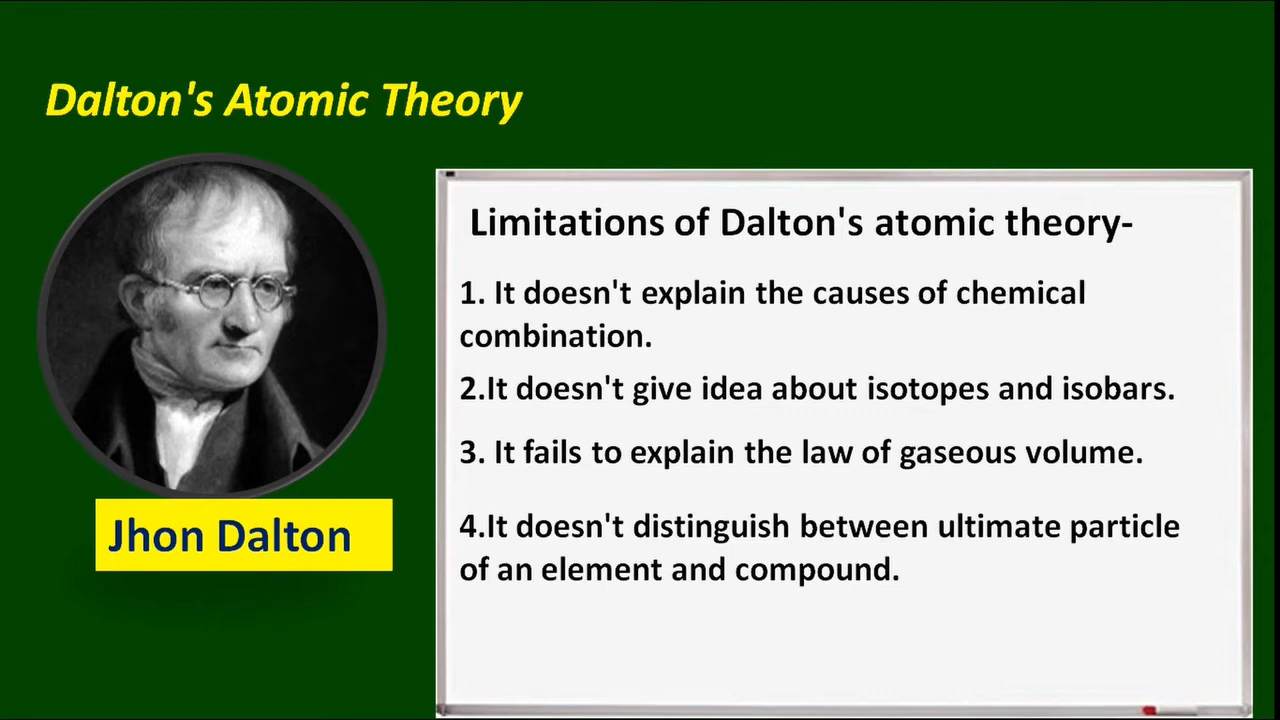 Dalton's Atomic Theory
Jhon Dalton
Limitations of Dalton's atomic theory-
1. It doesn't explain the causes of chemical
combination.
2.It doesn't give idea about isotopes and isobars.
3. It fails to explain the law of gaseous volume.
4.It doesn't distinguish between ultimate particle
of an element and compound.